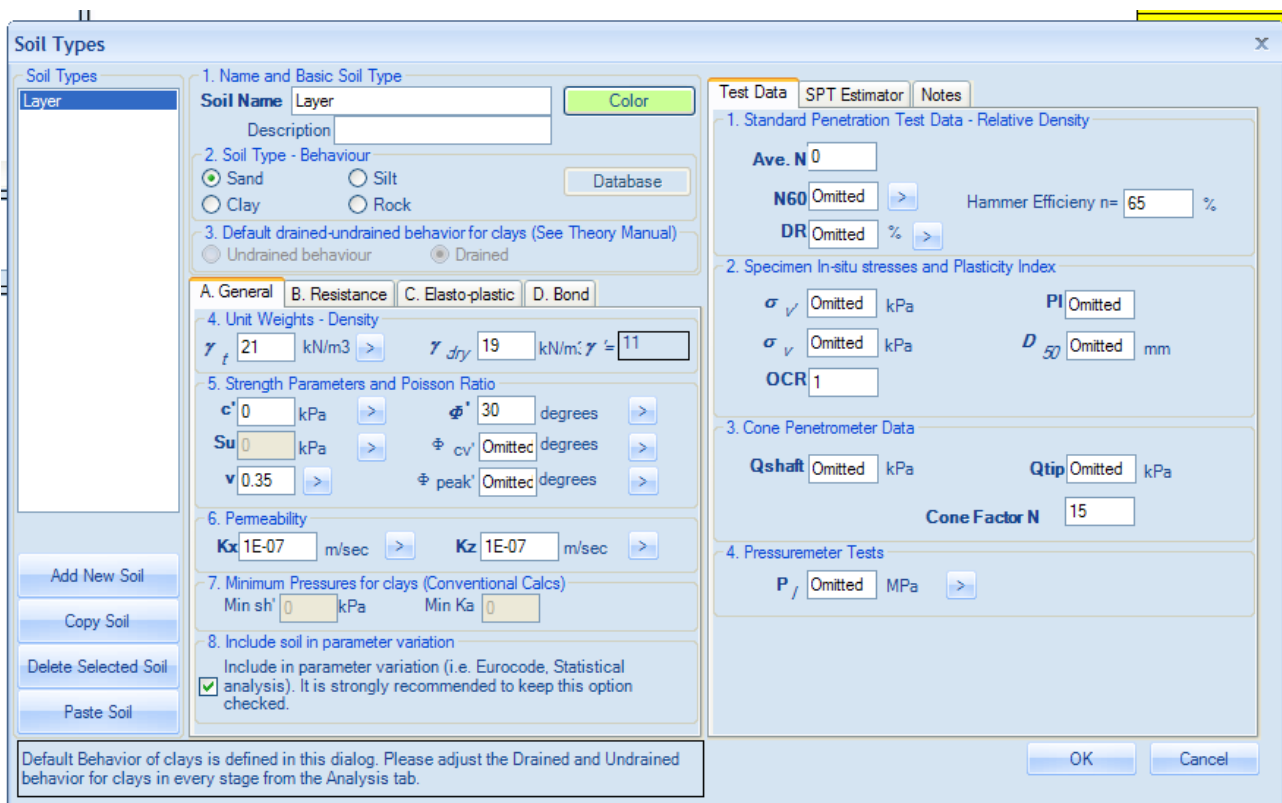 Soil Types
x
Soil Types
Layer
Add New Soil
Copy Soil
Delete Selected Soil
Paste Soil
1. Name and Basic Soil Type
Soil Name Layer Color
Description
2. Soil Type - Behaviour
Sand Silt Database
Clay Rock
3. Default drained-undrained behavior for clays (See Theory Manual)
Undrained behaviour Drained
A. General B. Resistance C. Elasto-plastic D. Bond
4. Unit Weights - Density
γ t 21 kN/m3 > γ dry 19 kN/m3 γ '= 11
5. Strength Parameters and Poisson Ratio
c' 0 kPa > Φ' 30 degrees >
Su 0 kPa > Φ cv' Omitted degrees >
v 0.35 > Φ peak' Omitted degrees >
6. Permeability
Kx 1E-07 m/sec > Kz 1E-07 m/sec >
7. Minimum Pressures for clays (Conventional Calcs)
Min sh' 0 kPa Min Ka 0
8. Include soil in parameter variation
Include in parameter variation (i.e. Eurocode, Statistical
analysis). It is strongly recommended to keep this option
checked.
Test Data SPT Estimator Notes
1. Standard Penetration Test Data - Relative Density
Ave. N 0
N60 Omitted > Hammer Efficieny n= 65 %
DR Omitted % >
2. Specimen In-situ stresses and Plasticity Index
σ v' Omitted kPa PI Omitted
σ v Omitted kPa D 50 Omitted mm
OCR 1
3. Cone Penetrometer Data
Qshaft Omitted kPa Qtip Omitted kPa
Cone Factor N 15
4. Pressuremeter Tests
P l Omitted MPa >
Default Behavior of clays is defined in this dialog. Please adjust the Drained and Undrained
behavior for clays in every stage from the Analysis tab.
OK Cancel